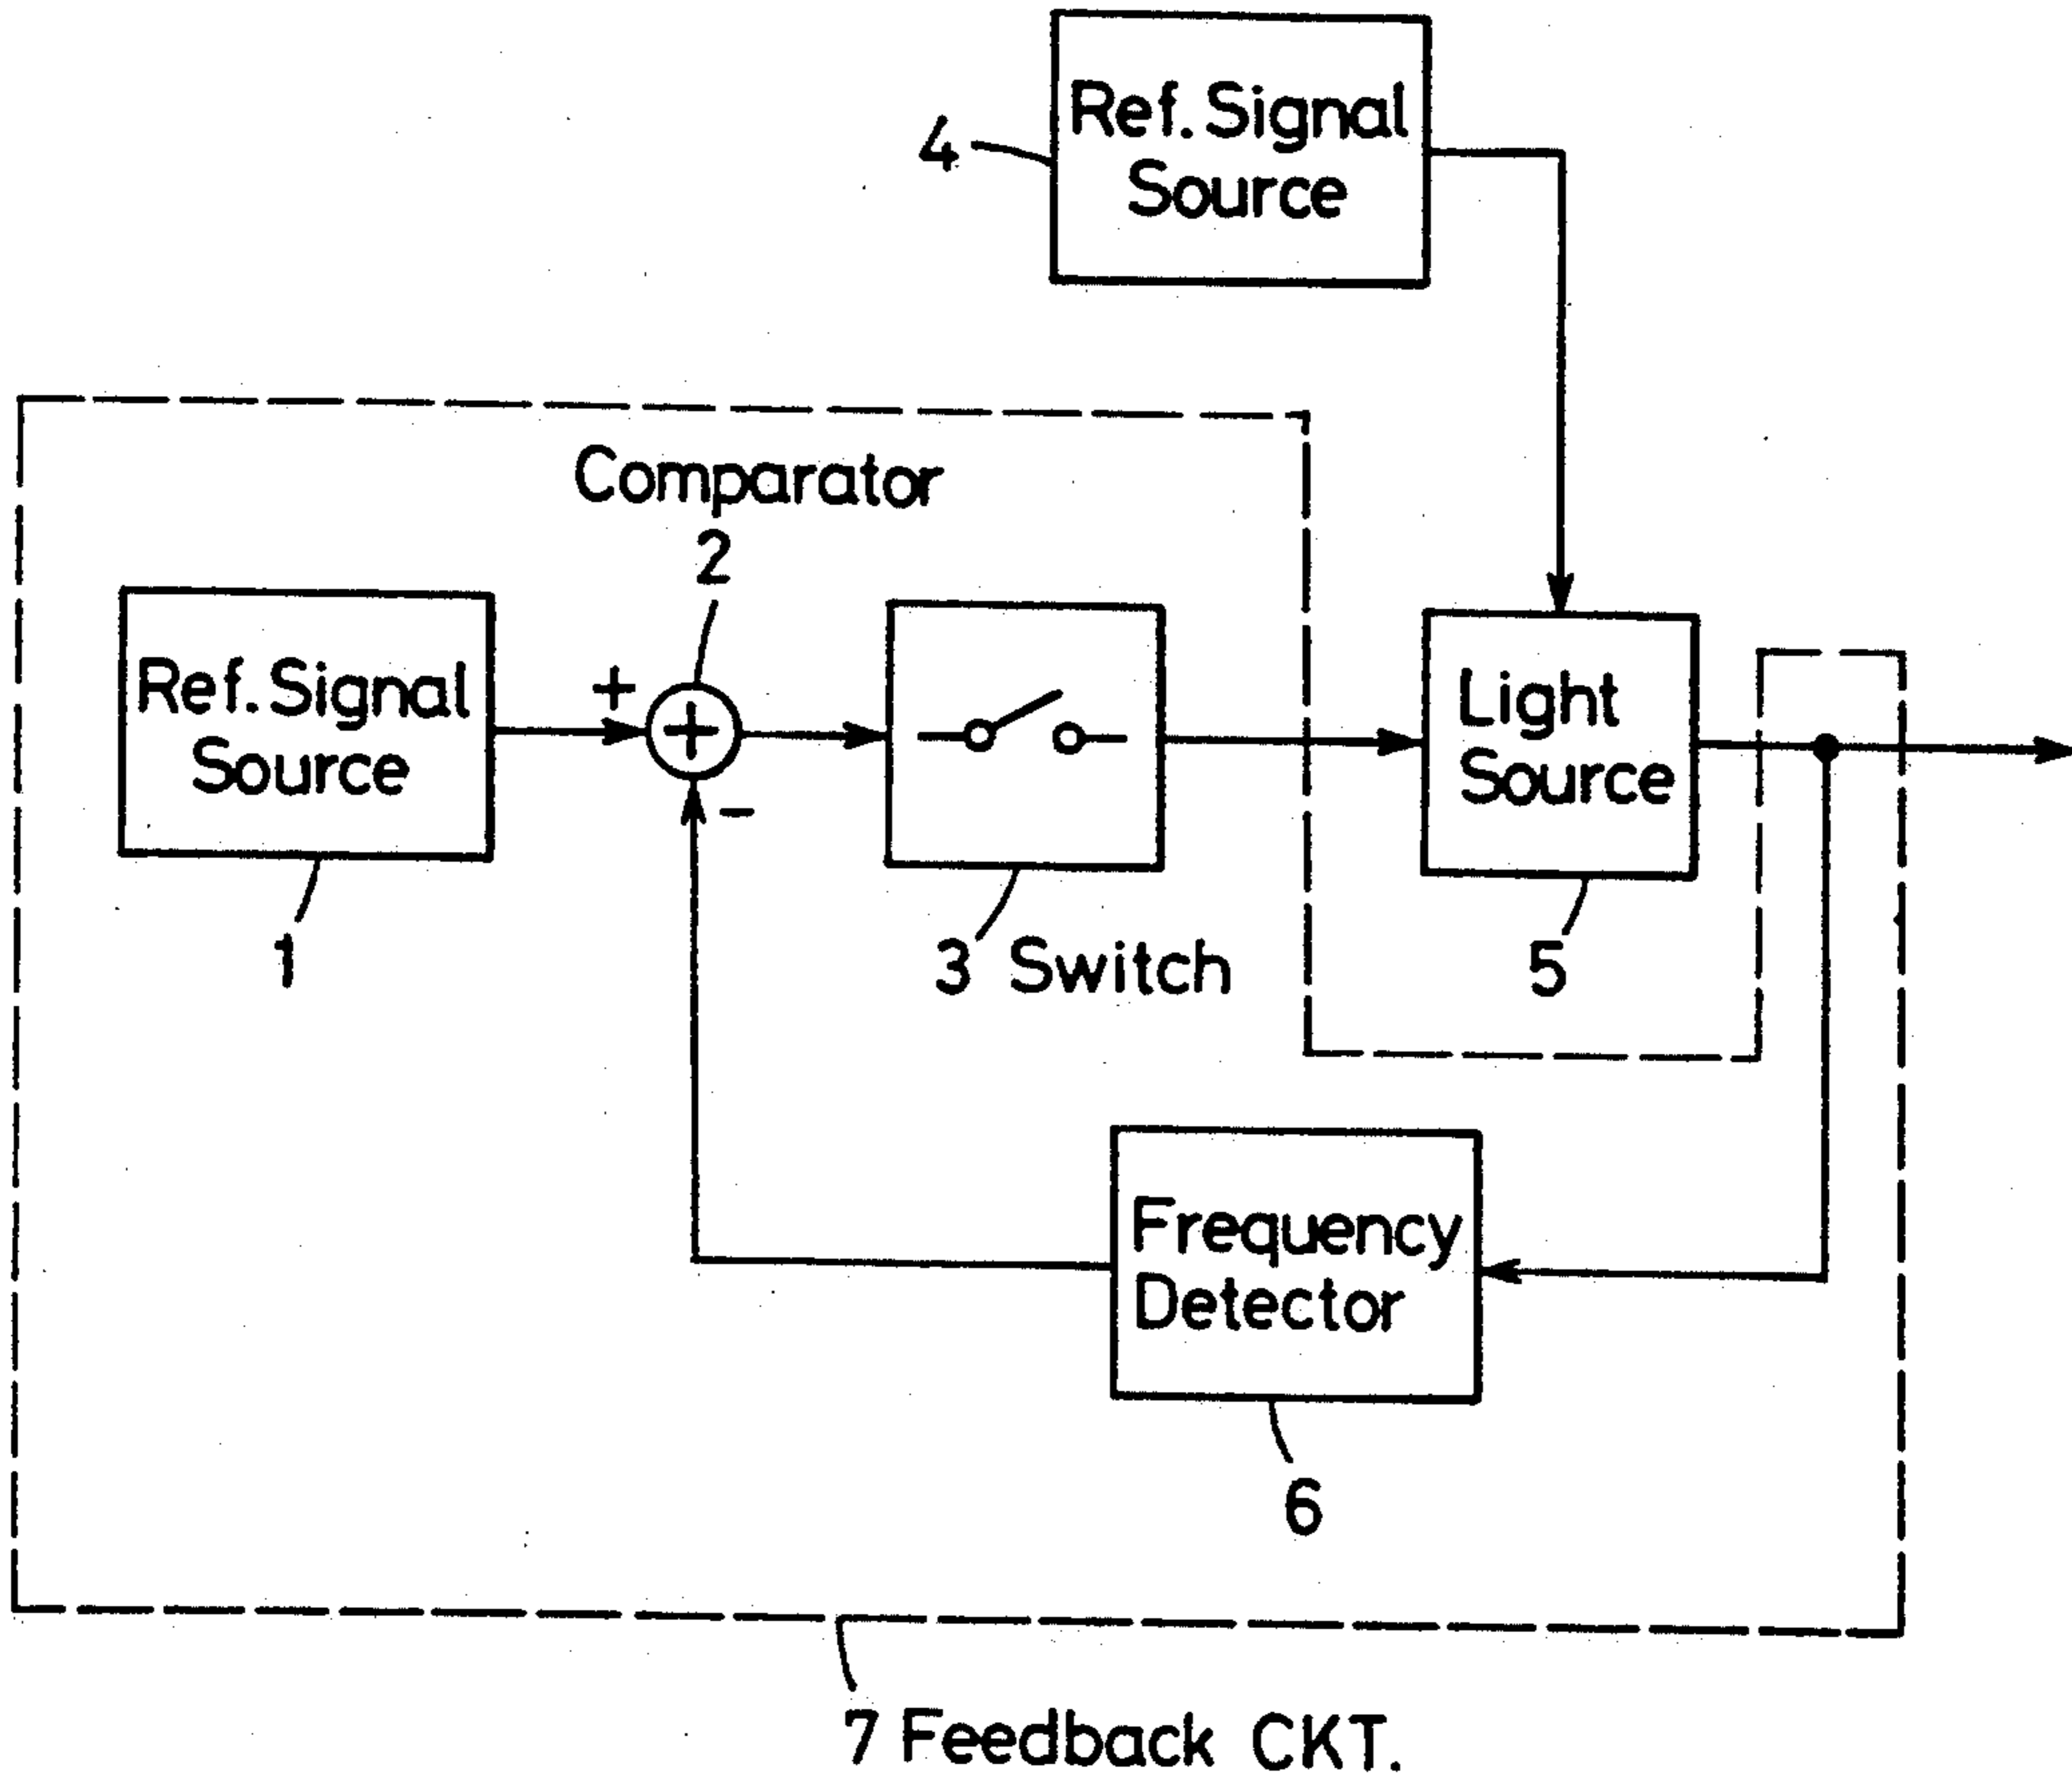 Ref. Signal
Source
4
Comparator
2
Ref. Signal
Source
+
+
-
Light
Source
1
3 Switch
5
Frequency
Detector
6
7 Feedback CKT.